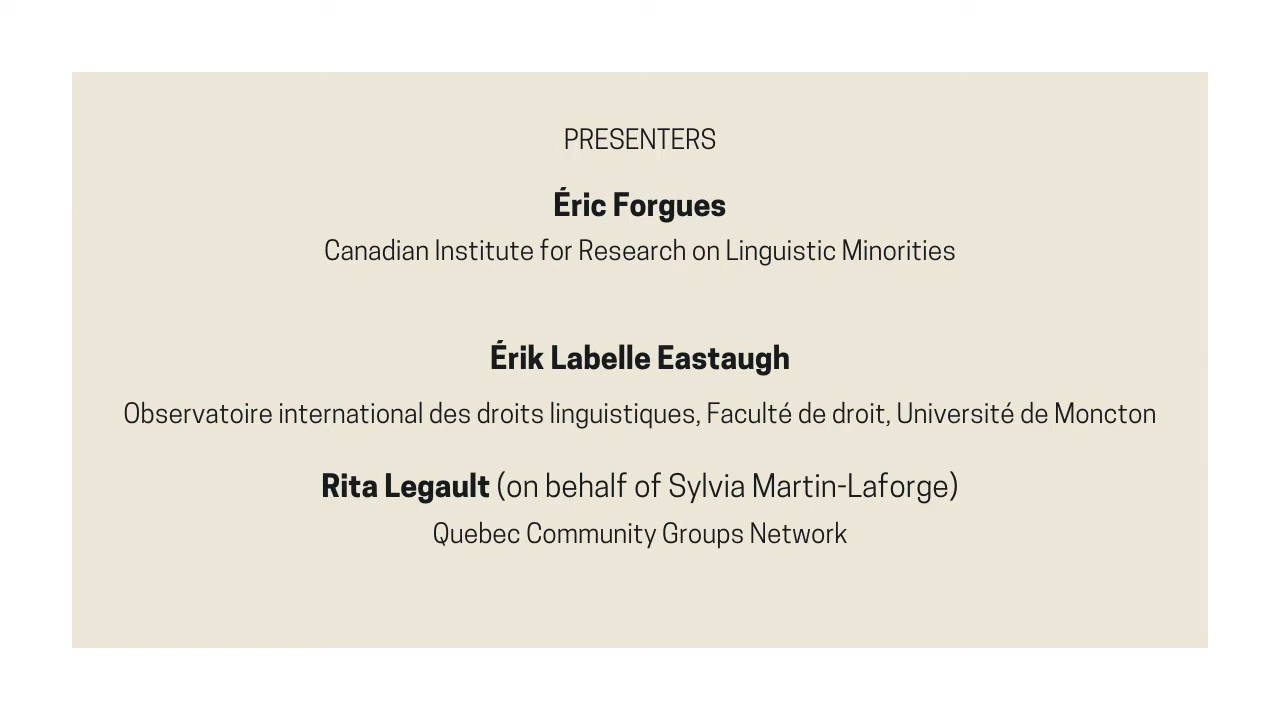 PRESENTERS
Éric Forgues
Canadian Institute for Research on Linguistic Minorities
Érik Labelle Eastaugh
Observatoire international des droits linguistiques, Faculté de droit, Université de Moncton
Rita Legault (on behalf of Sylvia Martin-Laforge)
Quebec Community Groups Network